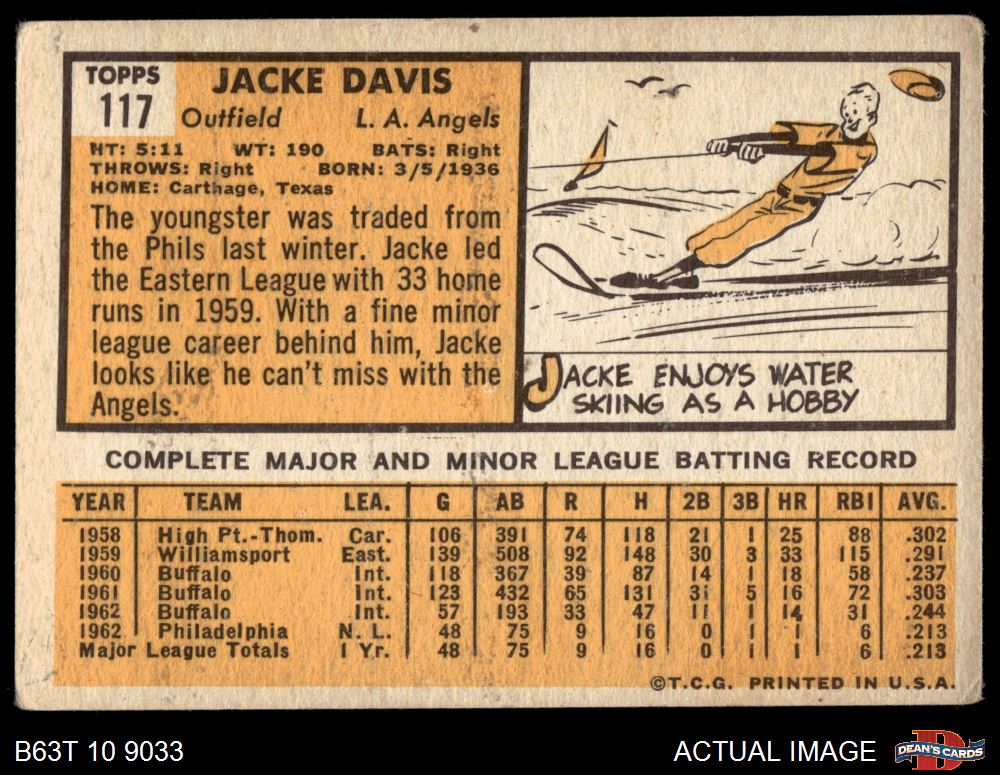 TOPPS
117
JACKE DAVIS
Outfield L. A. Angels
HT: 5:11 WT: 190 BATS: Right
THROWS: Right BORN: 3/5/1936
HOME: Carthage, Texas
The youngster was traded from
the Phils last winter. Jacke led
the Eastern League with 33 home
runs in 1959. With a fine minor
league career behind him, Jacke
looks like he can't miss with the
Angels.
JACKE ENJOYS WATER
SKIING AS A HOBBY
COMPLETE MAJOR AND MINOR LEAGUE BATTING RECORD
YEAR TEAM LEA. G AB R H 2B 3B HR RBI AVG.
1958 High Pt.-Thom. Car. 106 391 74 118 21 1 25 88 .302
1959 Williamsport East. 139 508 92 148 30 3 33 115 .291
1960 Buffalo Int. 118 367 39 87 14 1 18 58 .237
1961 Buffalo Int. 123 432 65 131 31 5 16 72 .303
1962 Buffalo Int. 57 193 33 47 11 1 14 31 .244
1962 Philadelphia N. L. 48 75 9 16 0 1 1 6 .213
Major League Totals 1 Yr. 48 75 9 16 0 1 1 6 .213
©T.C.G. PRINTED IN U.S.A.
B63T 10 9033 ACTUAL IMAGE DEAN'S CARDS